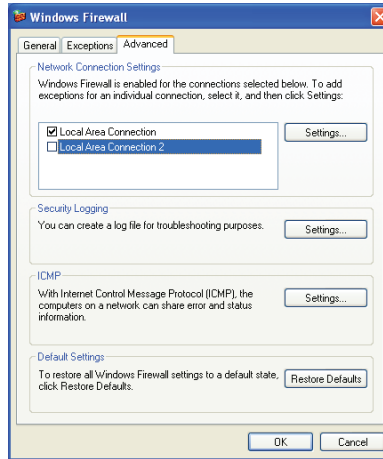 Windows Firewall
General Exceptions Advanced
Network Connection Settings
Windows Firewall is enabled for the connections selected
below. To add
exceptions for an individual connection, select it, and then click Settings:
Local Area Connection
Settings...
Local Area Connection 2
Security Logging
You can create a log file for troubleshooting purposes.
Settings...
ICMP
With Internet Control Message Protocol (ICMP), the
computers on a network can share error and status
information.
Settings...
Default Settings
To restore all Windows Firewall settings to a default state,
click Restore Defaults.
Restore Defaults
OK Cancel